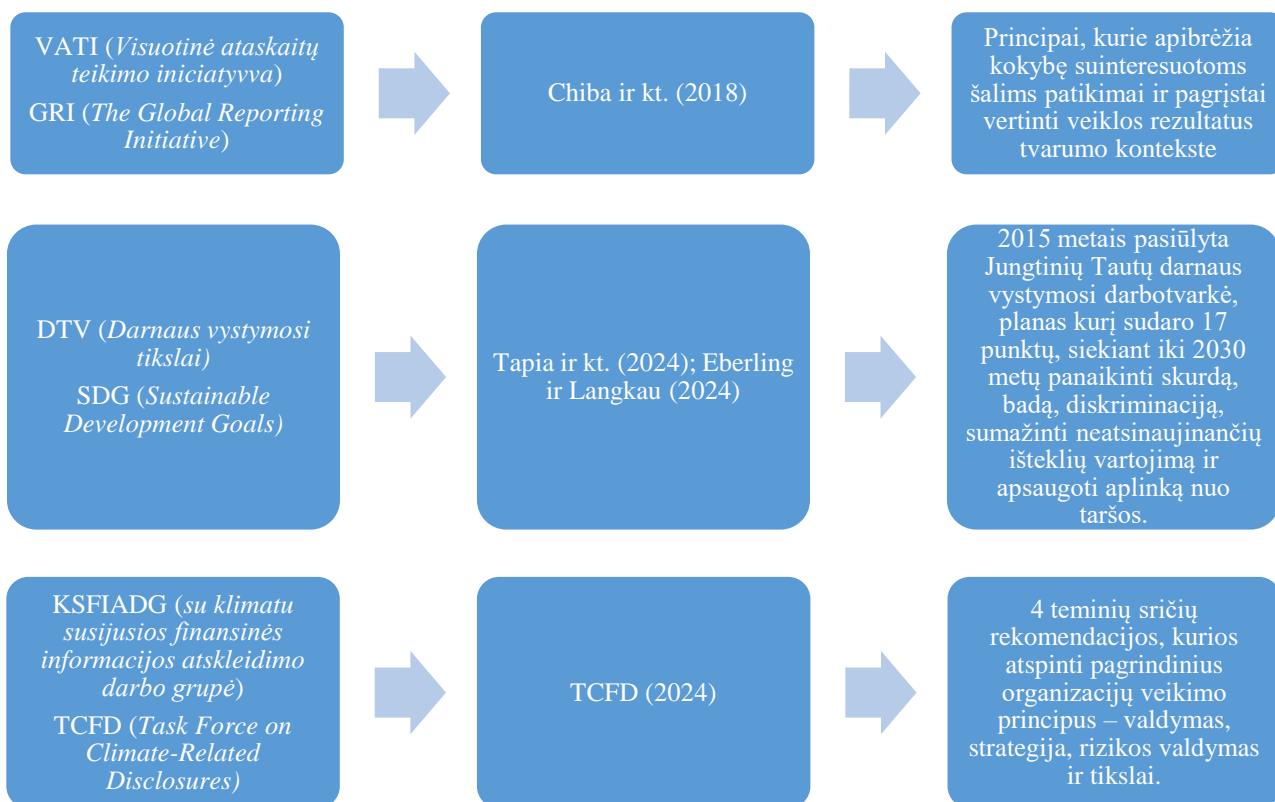 VATI (Visuotinė ataskaitų
teikimo iniciatyvva)
GRI (The Global Reporting
Initiative)
Chiba ir kt. (2018)
Principai, kurie apibrėžia
kokybę suinteresuotoms
šalims patikimai ir pagrįstai
vertinti veiklos rezultatus
tvarumo kontekste
DTV (Darnaus vystymosi
tikslai)
SDG (Sustainable
Development Goals)
Tapia ir kt. (2024); Eberling
ir Langkau (2024)
2015 metais pasiūlyta
Jungtinių Tautų darnaus
vystymosi darbotvarkė,
planas kurį sudaro 17
punktų, siekiant iki 2030
metų panaikinti skurdą,
badą, diskriminaciją,
sumažinti neatsinaujinančių
išteklių vartojimą ir
apsaugoti aplinką nuo
taršos.
KSFIADG (su klimatu
susijusios finansinės
informacijos atskleidimo
darbo grupė)
TCFD (Task Force on
Climate-Related
Disclosures)
TCFD (2024)
4 teminių sričių
rekomendacijos, kurios
atspinti pagrindinius
organizacijų veikimo
principus – valdymas,
strategija, rizikos valdymas
ir tikslai.